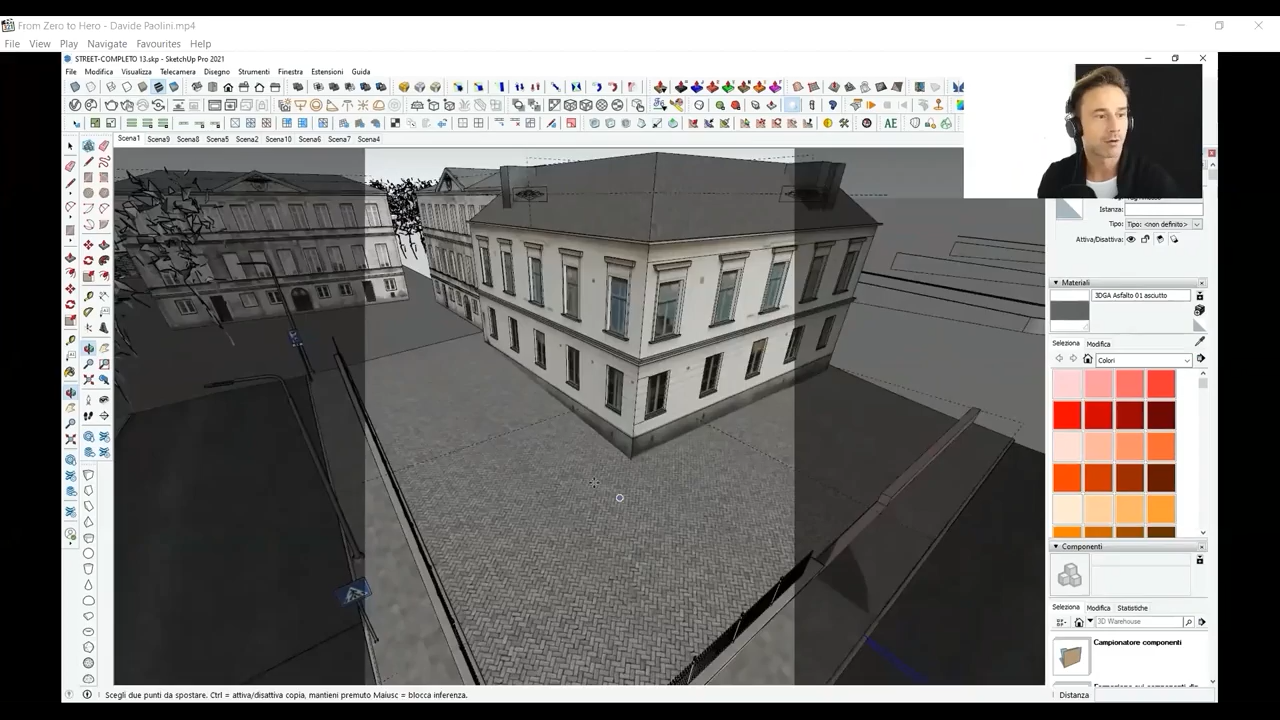 From Zero to Hero - Davide Paolini.mp4
File View Play Navigate Favourites Help
STREET-COMPLETO 13.skp - SketchUp Pro 2021
File Modifica Visualizza Telecamera Disegno Strumenti Finestra Estensioni Guida
AE
Scena1 Scena9 Scena8 Scena5 Scena2 Scena10 Scena6 Scena7 Scena4
Istanza:
Tipo: Tipo: <non definito>
Attiva/Disattiva:
Materiali
3DGA Asfalto 01 asciutto
Seleziona Modifica
Colori
Componenti
Seleziona Modifica Statistiche
3D Warehouse
Campionatore componenti
Scegli due punti da spostare. Ctrl = attiva/disattiva copia, mantieni premuto Maiusc = blocca inferenza.
Distanza